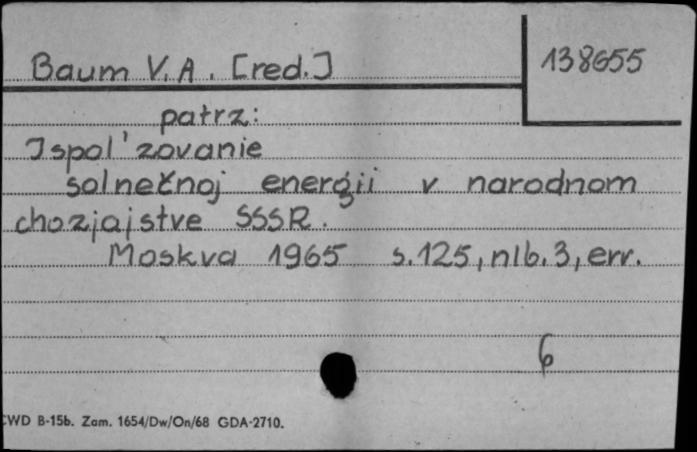 Baum V.A. [red.]
138655
patrz:
Ispol'zovanie
solnečnoj energii v narodnom
chozjajstve SSSR.
Moskva 1965 s.125, nlb.3, err.
6
CWD B-15b. Zam. 1654/Dw/On/68 GDA-2710.